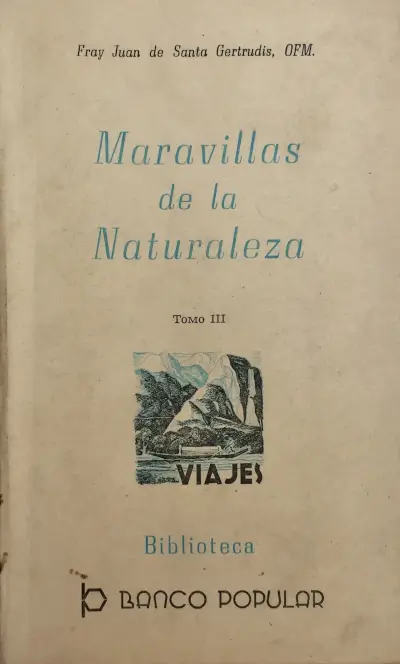 Fray Juan de Santa Gertrudis, OFM.
Maravillas
de la
Naturaleza
Tomo III
VIAJES
Biblioteca
BANCO POPULAR